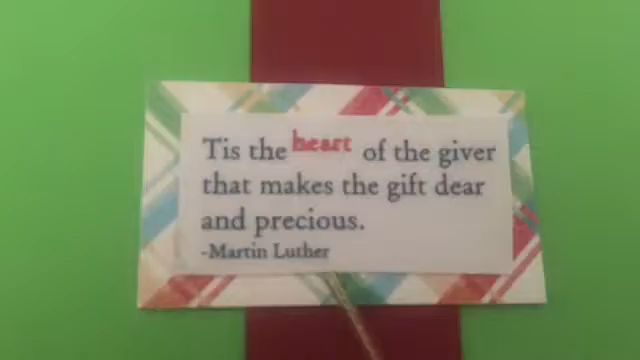 Tis the heart of the giver
that makes the gift dear
and precious.
-Martin Luther